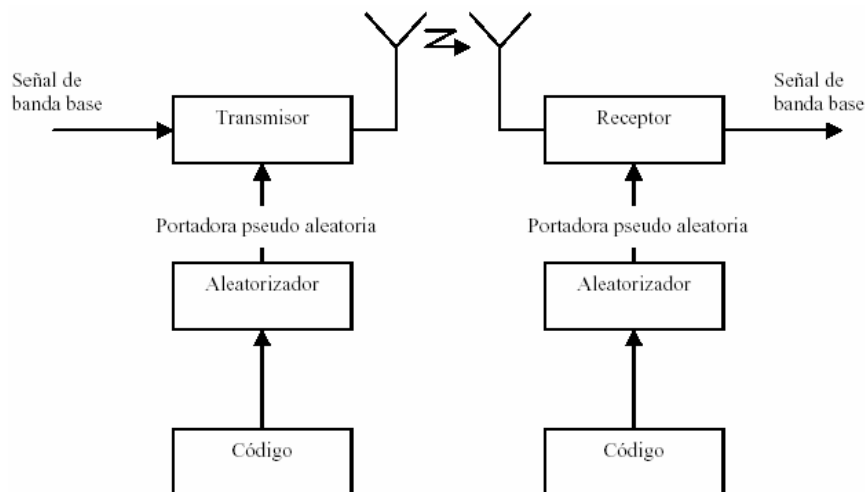 Señal de
banda base
Transmisor
Receptor
Señal de
banda base
Portadora pseudo aleatoria
Portadora pseudo aleatoria
Aleatorizador
Aleatorizador
Código
Código